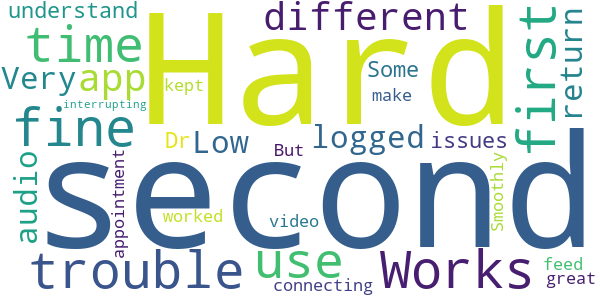 understand
different
Hard
first
return
time
Very
app
kept
Some
make
interrupting
fine
Dr
Low
logged
issues
But
audio
second
appointment
worked
video
Smoothly
trouble
use
connecting
Works
feed
great